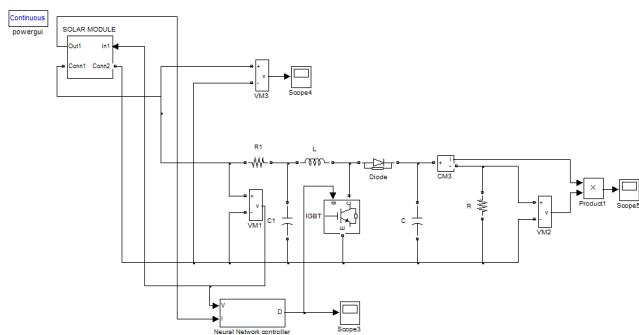 Continuous
powergui
SOLAR MODULE
Out1
In1
Conn1
Conn2
+
v
-
VM3
Scope4
R1
L
Diode
+
i
-
CM3
+
v
-
VM1
C1
IGBT
g
C
E
C
R
+
v
-
VM2
×
Product1
Scope5
V
I
D
Neural Network controller
Scope3